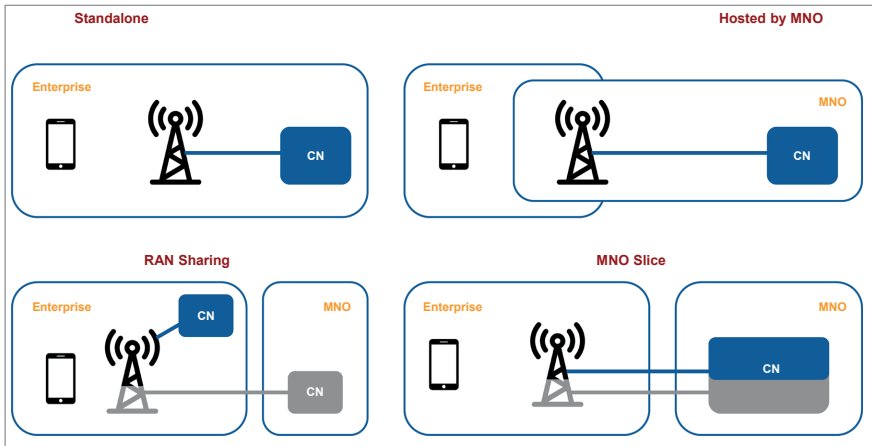 Standalone
Hosted by MNO
Enterprise
CN
Enterprise
MNO
CN
RAN Sharing
MNO Slice
Enterprise
CN
MNO
CN
Enterprise
MNO
CN